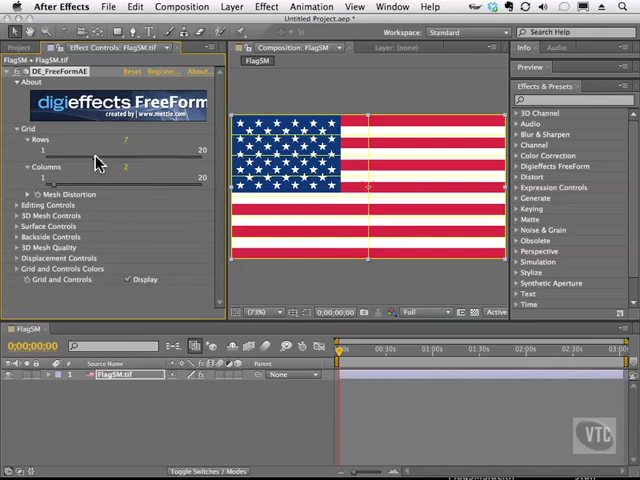 After Effects File Edit Composition Layer Effect Animation View Window Help
Untitled Project.aep *
Workspace: Standard Search Help
Project Effect Controls: FlagSM.tif Composition: FlagSM Layer: (none) Info Audio
FlagSM • FlagSM.tif FlagSM
DE_FreeFormAE Reset Register... About...
Preview
About
Effects & Presets
digieffects FreeForm
created by | www.mettle.com
3D Channel
Audio
Grid
Blur & Sharpen
Rows 7
Channel
1 20
Color Correction
Columns 2
Digieffects FreeForm
1 20
Distort
Mesh Distortion
Expression Controls
Editing Controls
Generate
3D Mesh Controls
Keying
Surface Controls
Matte
Backside Controls
Noise & Grain
3D Mesh Quality
Obsolete
Displacement Controls
Perspective
Grid and Controls Colors
Simulation
Grid and Controls Display
Stylize
Synthetic Aperture
Text
Time
(73%) 0;00;00;00 Full Active
FlagSM
0;00;00;00
00s 00:30s 01:00s 01:30s 02:00s 02:30s 03:00s
# Source Name Parent
1 FlagSM.tif None
VTC
Toggle Switches / Modes